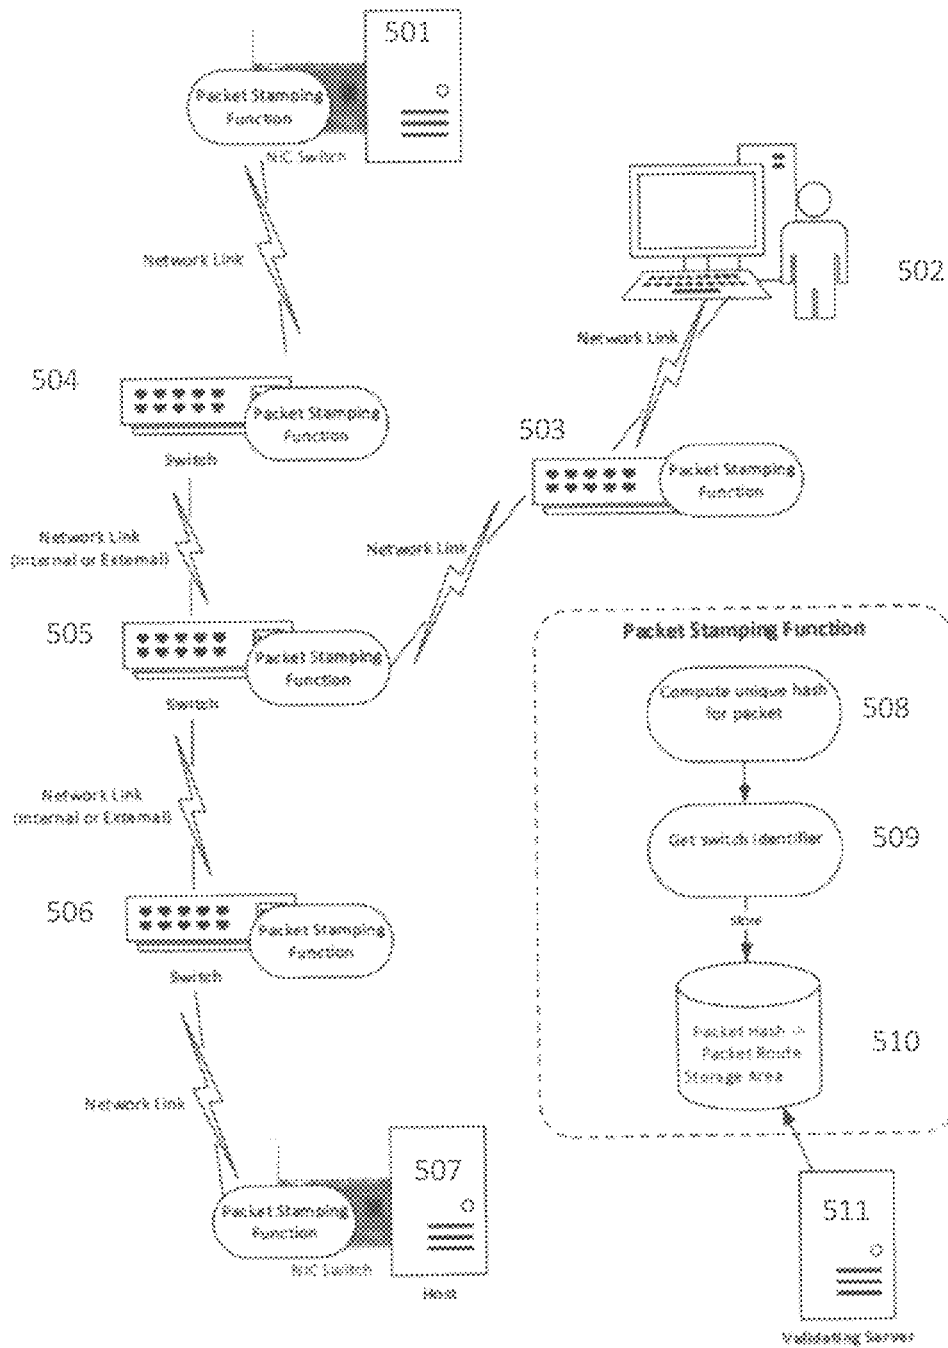 501
Packet Stamping
Function
NIC Switch
Network Link
502
Network Link
504
Packet Stamping
Function
Switch
503
Packet Stamping
Function
Network Link
(Internal or External)
Network Link
505
Packet Stamping
Function
Switch
Packet Stamping Function
Compute unique hash
for packet
508
Network Link
(Internal or External)
Get switch identifier
509
506
Packet Stamping
Function
Switch
store
Packet Hash ->
Packet Route
Storage Area
510
Network Link
507
Packet Stamping
Function
NIC Switch
Host
511
Validating Server